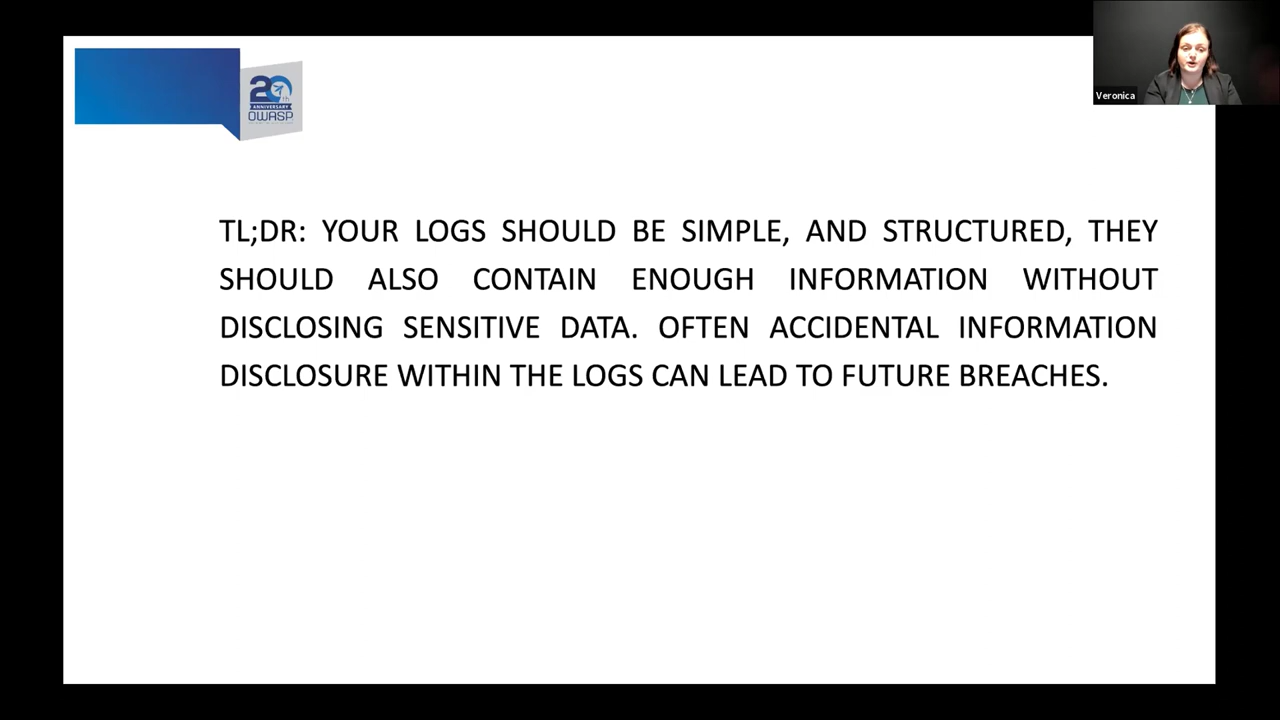 20th
ANNIVERSARY
OWASP
Veronica
TL;DR: YOUR LOGS SHOULD BE SIMPLE, AND STRUCTURED, THEY
SHOULD ALSO CONTAIN ENOUGH INFORMATION WITHOUT
DISCLOSING SENSITIVE DATA. OFTEN ACCIDENTAL INFORMATION
DISCLOSURE WITHIN THE LOGS CAN LEAD TO FUTURE BREACHES.